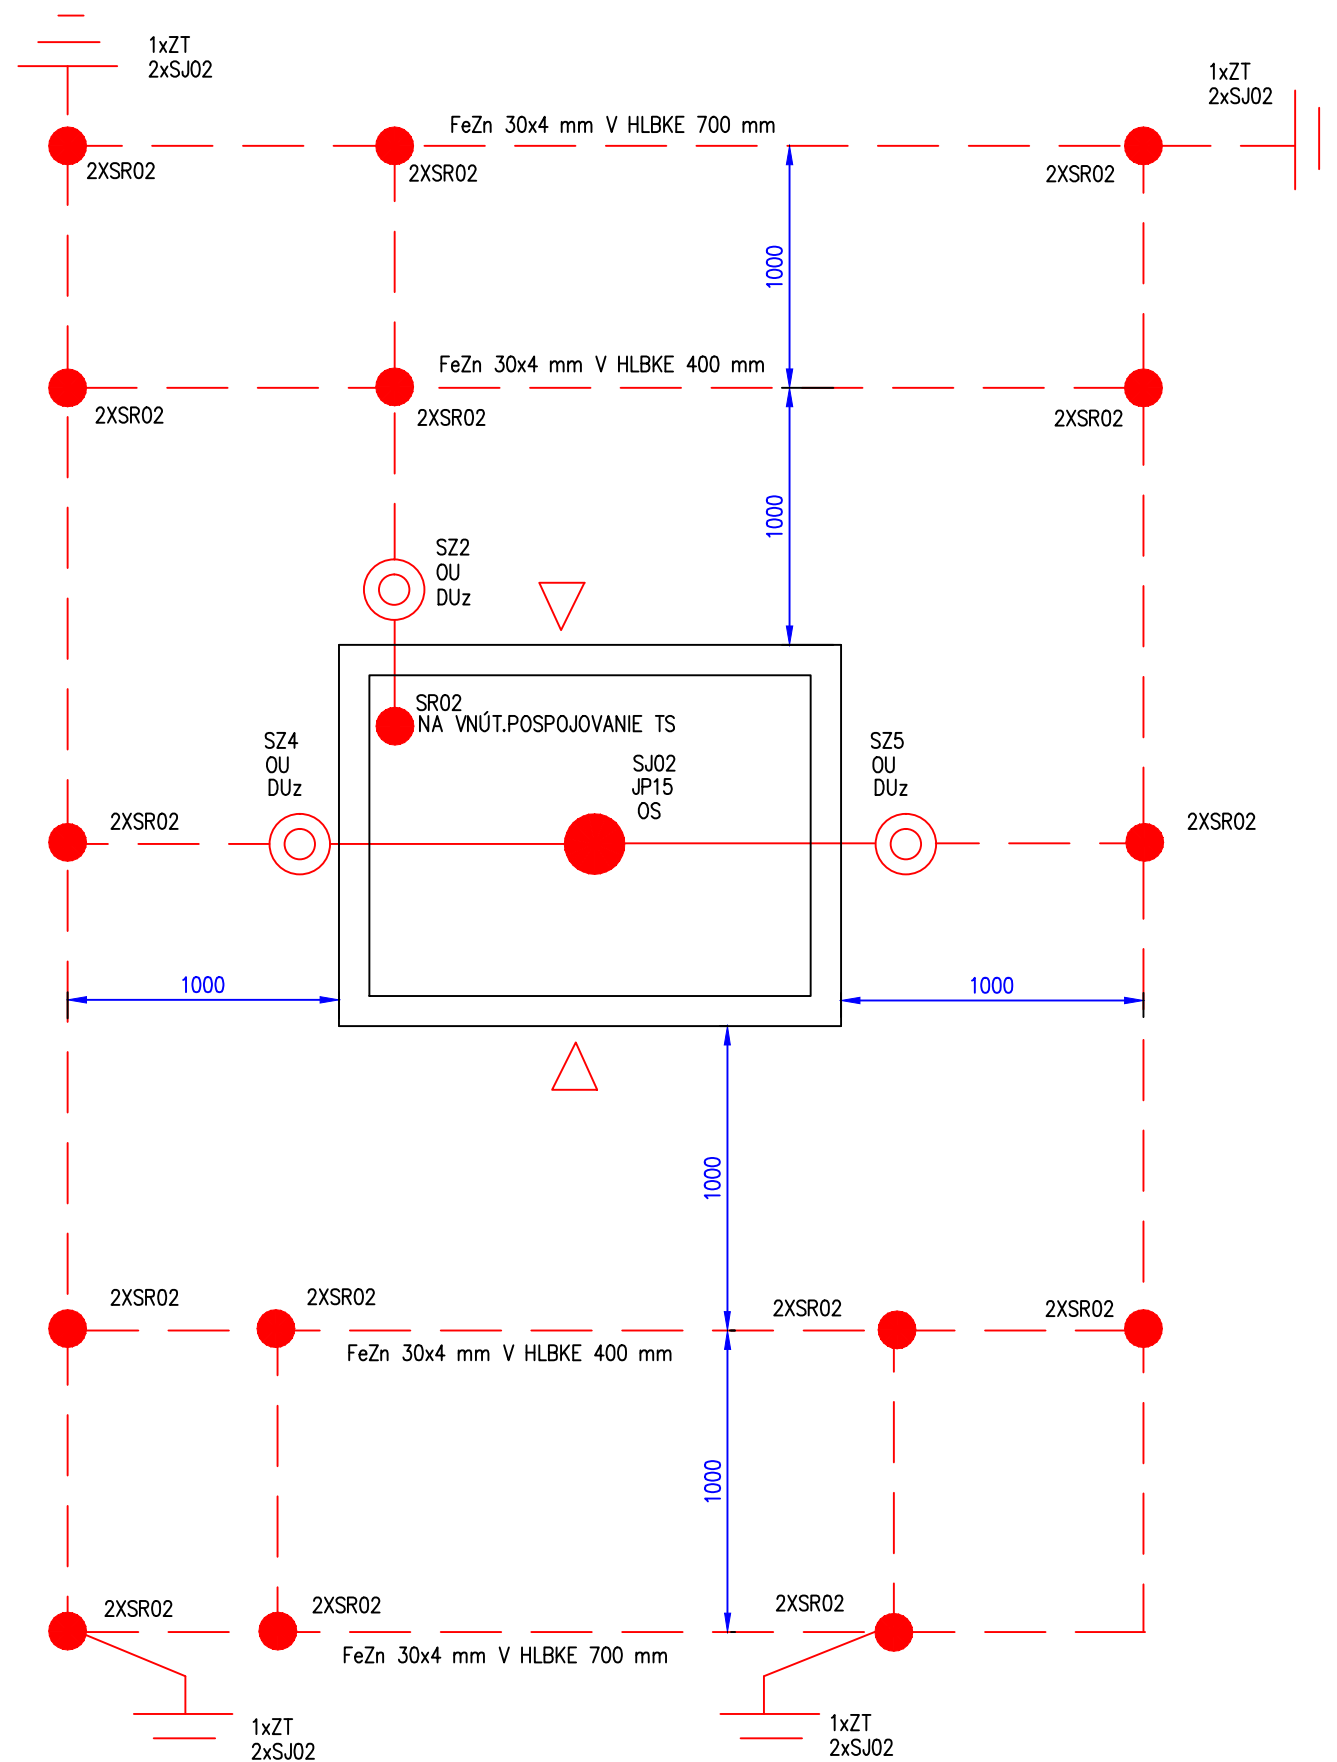 1xZT
2xSJ02
1xZT
2xSJ02
FeZn 30x4 mm V HLBKE 700 mm
2XSR02
2XSR02
2XSR02
1000
FeZn 30x4 mm V HLBKE 400 mm
2XSR02
2XSR02
2XSR02
1000
SZ2
OU
DUz
SR02
NA VNÚT.POSPOJOVANIE TS
SZ4
OU
DUz
SJ02
JP15
OS
SZ5
OU
DUz
2XSR02
2XSR02
1000
1000
1000
2XSR02
2XSR02
2XSR02
2XSR02
FeZn 30x4 mm V HLBKE 400 mm
1000
2XSR02
2XSR02
2XSR02
FeZn 30x4 mm V HLBKE 700 mm
1xZT
2xSJ02
1xZT
2xSJ02